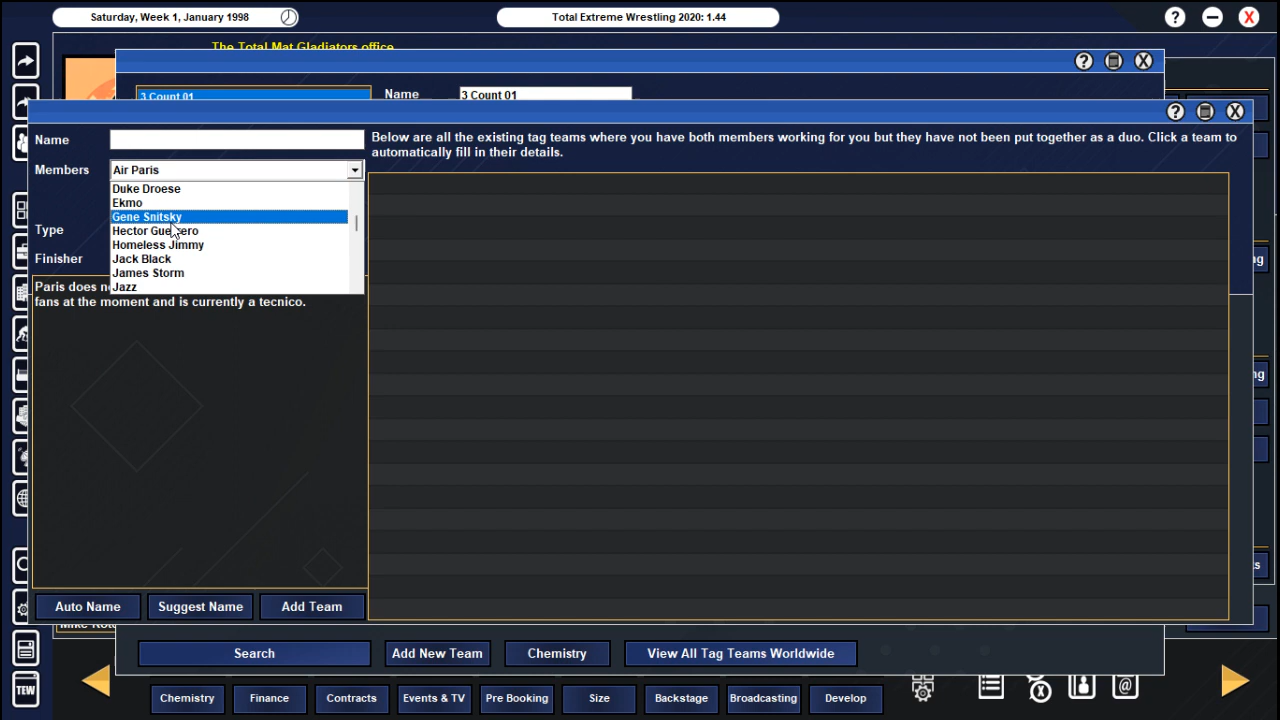 Saturday, Week 1, January 1998
Total Extreme Wrestling 2020: 1.44
The Total Mat Gladiators office
3 Count 01
Name
3 Count 01
Name
Members
Air Paris
Duke Droese
Ekmo
Gene Snitsky
Hector Guerrero
Homeless Jimmy
Jack Black
James Storm
Jazz
Type
Finisher
Below are all the existing tag teams where you have both members working for you but they have not been put together as a duo. Click a team to
automatically fill in their details.
Paris does n
fans at the moment and is currently a tecnico.
Auto Name
Suggest Name
Add Team
Search
Add New Team
Chemistry
View All Tag Teams Worldwide
TEW
Chemistry
Finance
Contracts
Events & TV
Pre Booking
Size
Backstage
Broadcasting
Develop